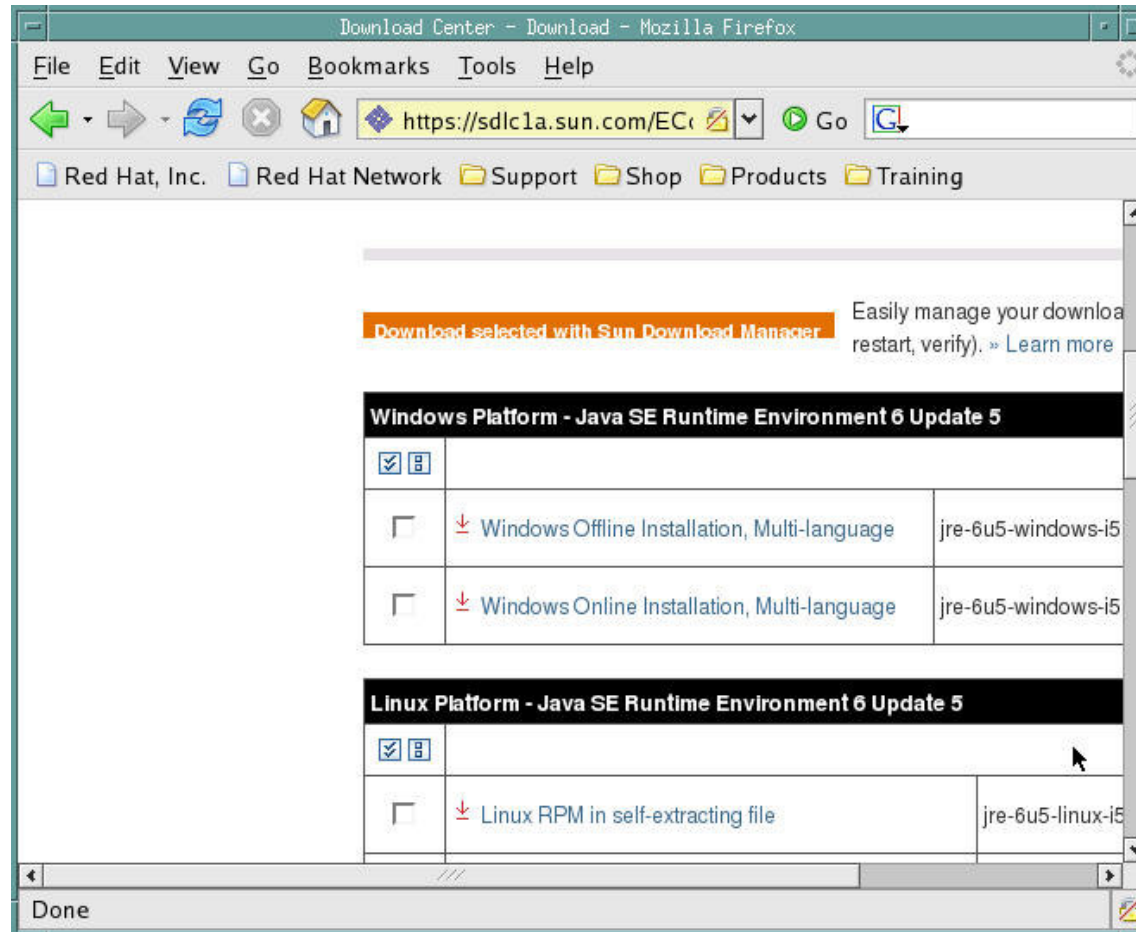 Download Center - Download - Mozilla Firefox
File Edit View Go Bookmarks Tools Help
https://sdlc1a.sun.com/EC Go G
Red Hat, Inc. Red Hat Network Support Shop Products Training
Download selected with Sun Download Manager
Easily manage your downloa
restart, verify). » Learn more
Windows Platform - Java SE Runtime Environment 6 Update 5
Windows Offline Installation, Multi-language jre-6u5-windows-i5
Windows Online Installation, Multi-language jre-6u5-windows-i5
Linux Platform - Java SE Runtime Environment 6 Update 5
Linux RPM in self-extracting file jre-6u5-linux-i5
Done